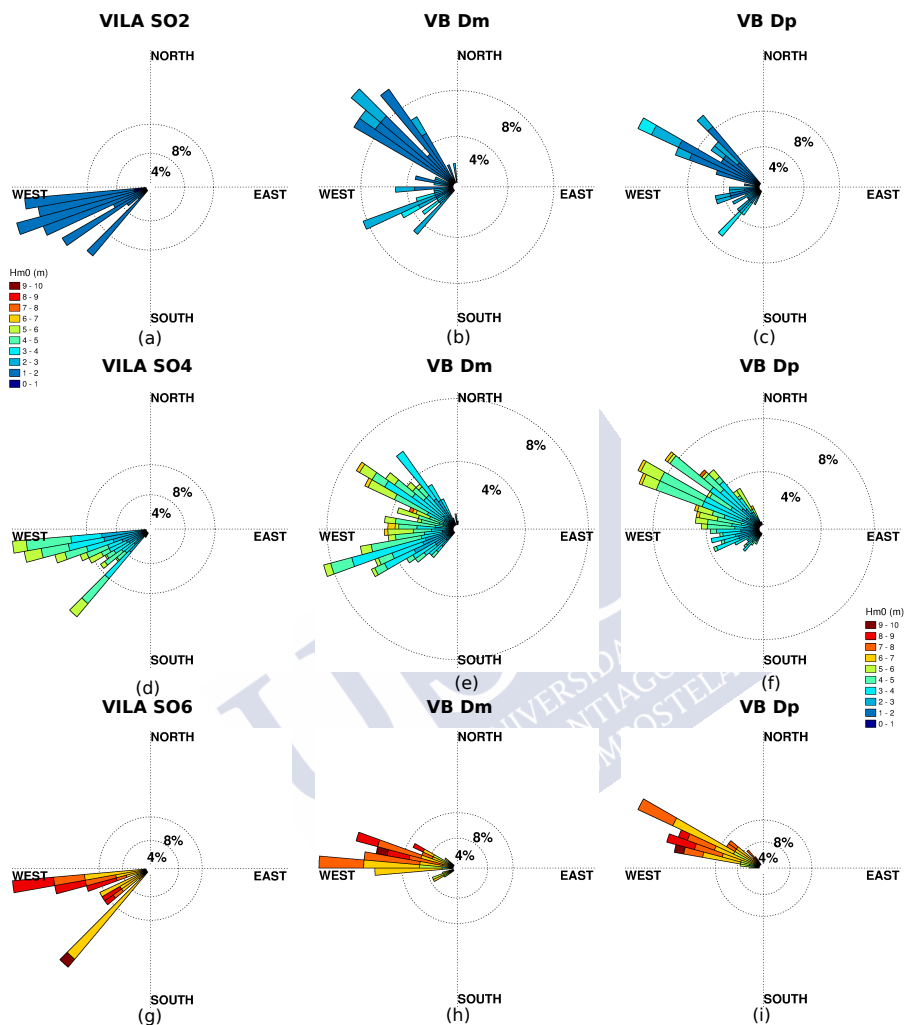 VILA SO2
VB Dm
VB Dp
NORTH
8%
4%
WEST
EAST
SOUTH
(a)
NORTH
8%
4%
WEST
EAST
SOUTH
(b)
NORTH
8%
4%
WEST
EAST
SOUTH
(c)
Hm0 (m)
9 - 10
8 - 9
7 - 8
6 - 7
5 - 6
4 - 5
3 - 4
2 - 3
1 - 2
0 - 1
VILA SO4
VB Dm
VB Dp
NORTH
8%
4%
WEST
EAST
SOUTH
(d)
NORTH
8%
4%
WEST
EAST
SOUTH
(e)
NORTH
8%
4%
WEST
EAST
SOUTH
(f)
Hm0 (m)
9 - 10
8 - 9
7 - 8
6 - 7
5 - 6
4 - 5
3 - 4
2 - 3
1 - 2
0 - 1
VILA SO6
VB Dm
VB Dp
NORTH
8%
4%
WEST
EAST
SOUTH
(g)
NORTH
8%
4%
WEST
EAST
SOUTH
(h)
NORTH
8%
4%
WEST
EAST
SOUTH
(i)